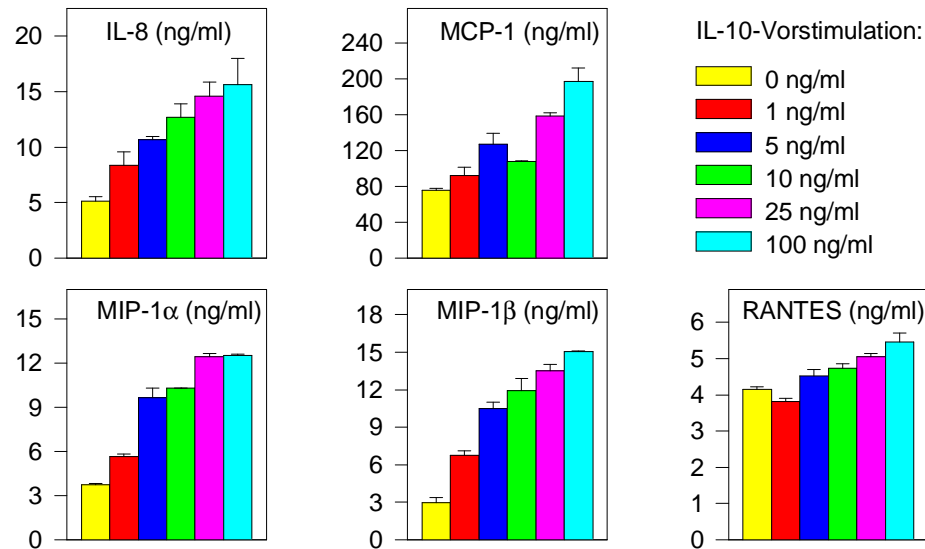 IL-8 (ng/ml)
20
15
10
5
0
MCP-1 (ng/ml)
240
200
160
120
80
40
0
IL-10-Vorstimulation:
0 ng/ml
1 ng/ml
5 ng/ml
10 ng/ml
25 ng/ml
100 ng/ml
MIP-1α (ng/ml)
15
12
9
6
3
0
MIP-1β (ng/ml)
18
15
12
9
6
3
0
RANTES (ng/ml)
6
5
4
3
2
1
0